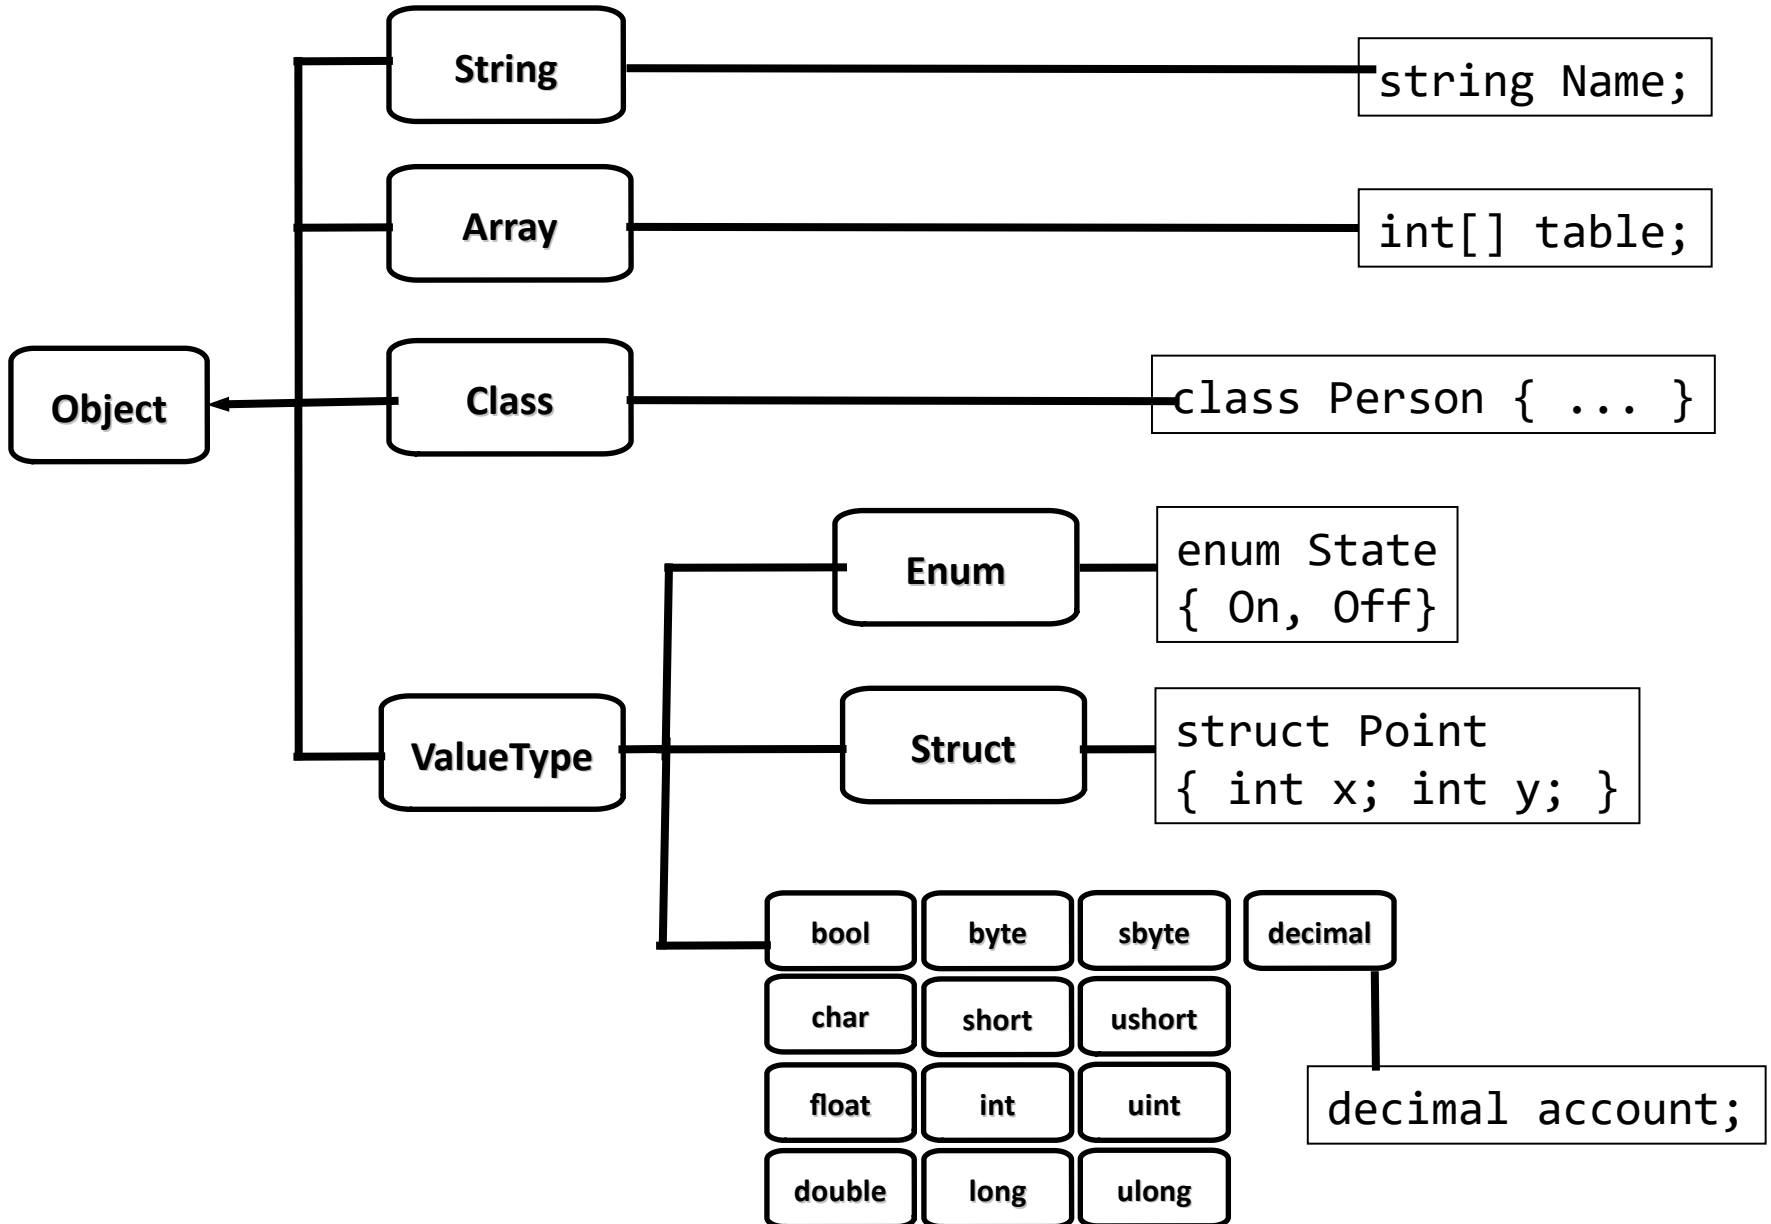 String
string Name;
Array
int[] table;
Object
Class
class Person { ... }
Enum
enum State
{ On, Off}
ValueType
Struct
struct Point
{ int x; int y; }
bool
byte
sbyte
decimal
char
short
ushort
float
int
uint
decimal account;
double
long
ulong